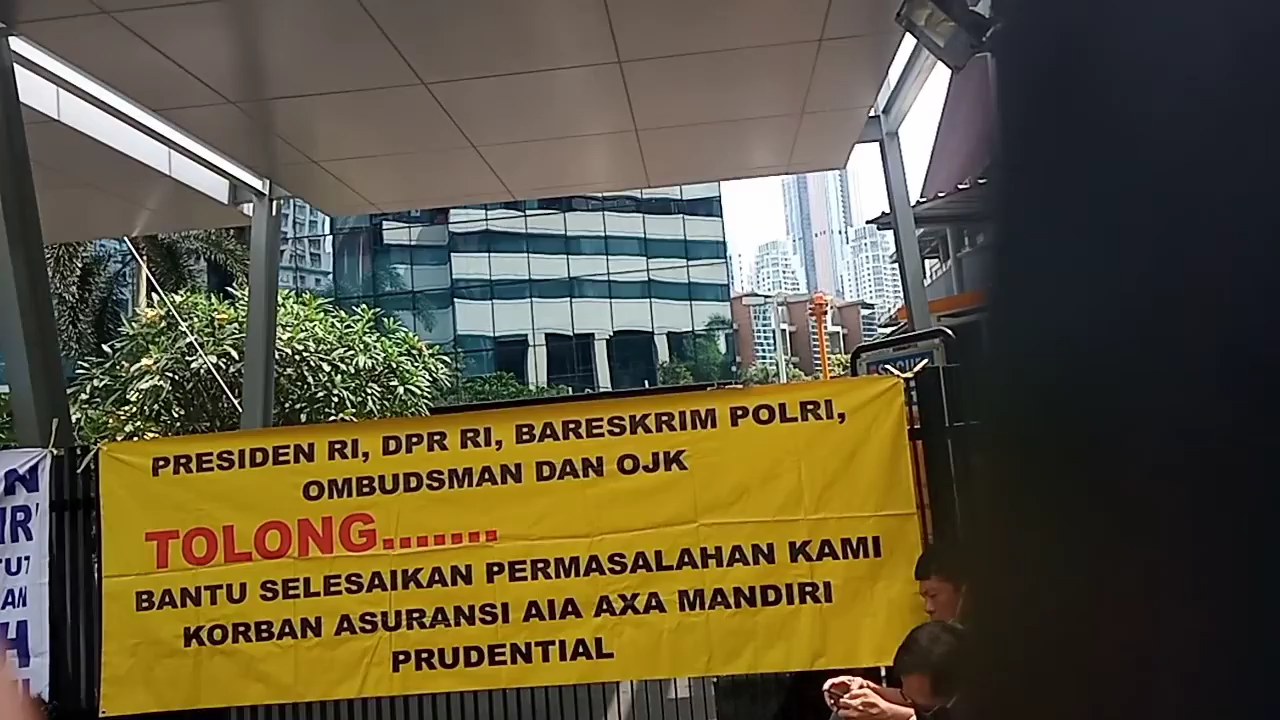 PRESIDEN RI, DPR RI, BARESKRIM POLRI,
OMBUDSMAN DAN OJK
TOLONG.......
BANTU SELESAIKAN PERMASALAHAN KAMI
KORBAN ASURANSI AIA AXA MANDIRI
PRUDENTIAL